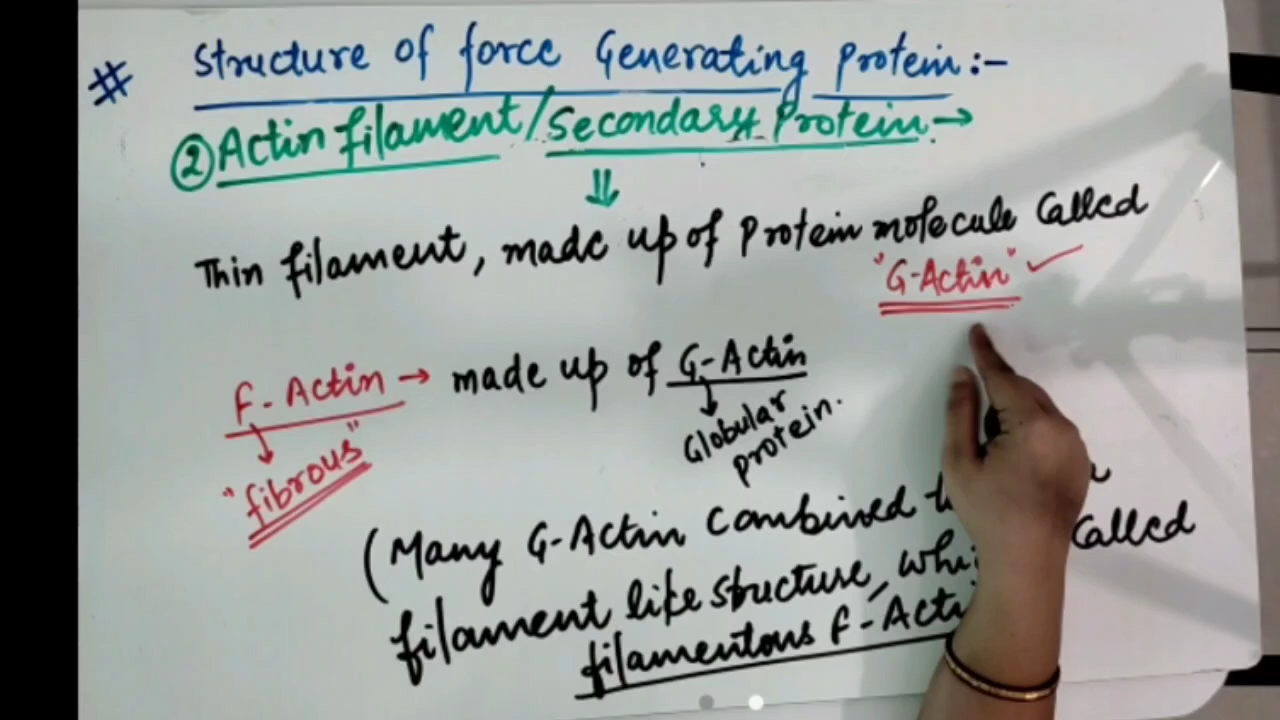 # Structure of force Generating Protein:-
② Actin filament/Secondary Protein →
⇓
Thin filament, made up of Protein molecule Called
"G-Actin" ✓
F-Actin → made up of G-Actin
↓ ↓
"fibrous" Globular
protein.
(Many G-Actin Combined
filament like structure, Called
filamentous F-Acti